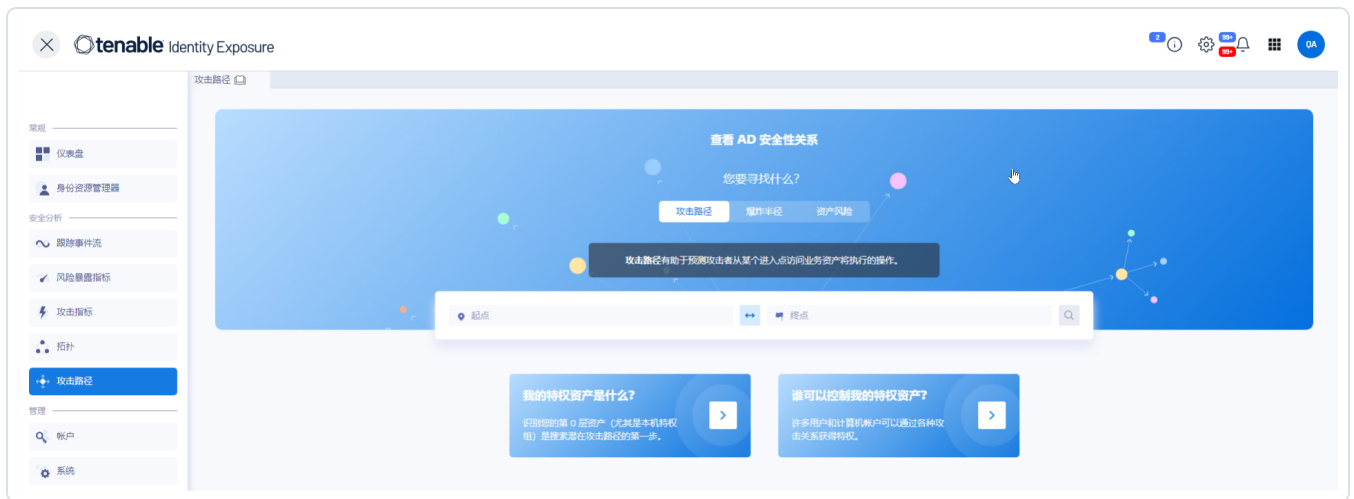 tenable Identity Exposure
2
99+
99+
QA
攻击路径
常规
仪表盘
身份资源管理器
安全分析
跟踪事件流
风险暴露指标
攻击指标
拓扑
攻击路径
管理
帐户
系统
查看 AD 安全性关系
您要寻找什么?
攻击路径 爆炸半径 资产风险
攻击路径有助于预测攻击者从某个进入点访问业务资产将执行的操作。
起点
终点
我的特权资产是什么?
识别您的第 0 层资产（尤其是本机特权
组）是搜索潜在攻击路径的第一步。
谁可以控制我的特权资产?
许多用户和计算机帐户可以通过各种攻
击关系获得特权。